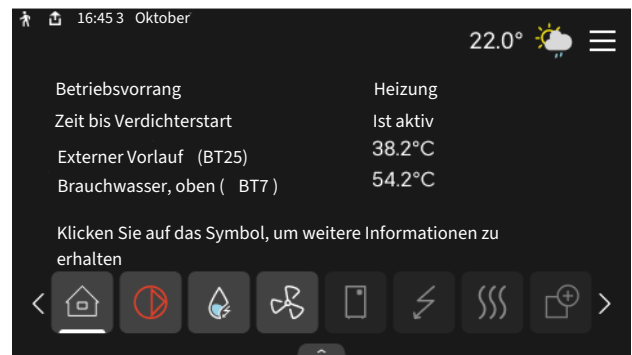 16:45 3 Oktober
22.0°
Betriebsvorrang Heizung
Zeit bis Verdichterstart Ist aktiv
Externer Vorlauf (BT25) 38.2°C
Brauchwasser, oben ( BT7 ) 54.2°C
Klicken Sie auf das Symbol, um weitere Informationen zu
erhalten